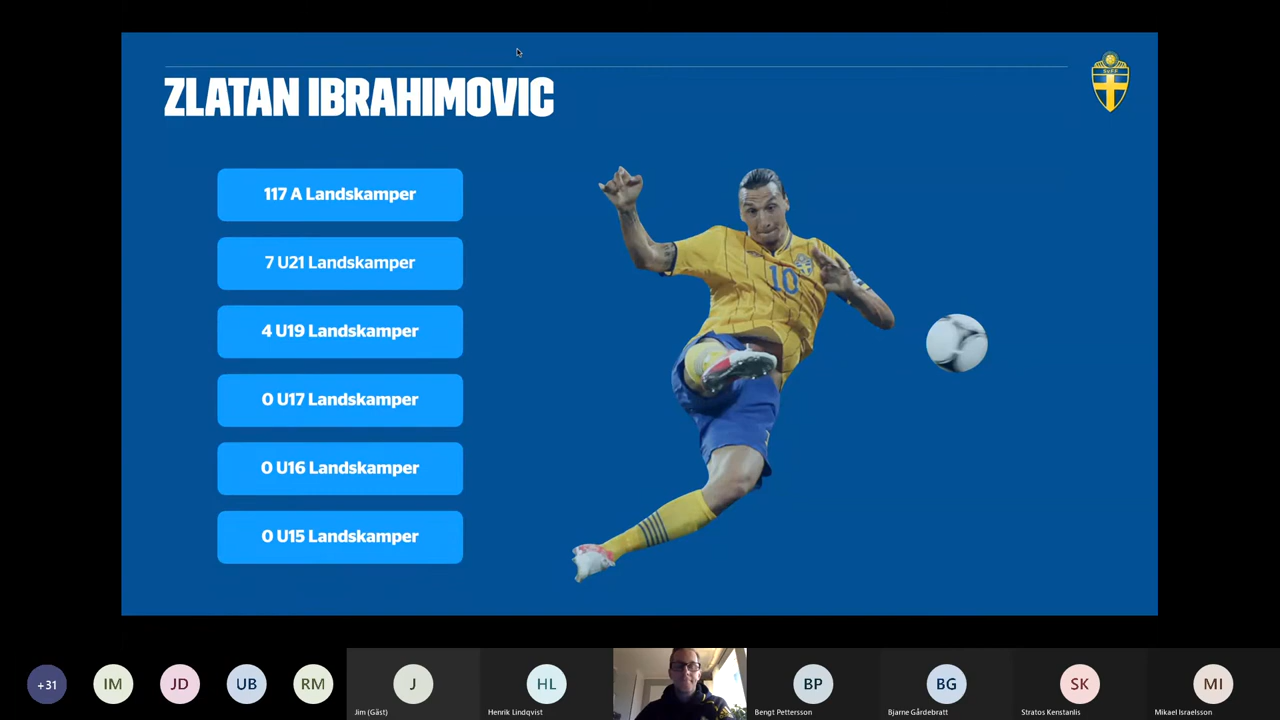 ZLATAN IBRAHIMOVIC
117 A Landskamper
7 U21 Landskamper
4 U19 Landskamper
0 U17 Landskamper
0 U16 Landskamper
0 U15 Landskamper
10
+31
IM
JD
UB
RM
J
HL
BP
BG
SK
MI
Jim (Gäst)
Henrik Lindqvist
Bengt Pettersson
Bjarne Gårdebratt
Stratos Kenstanlis
Mikael Israelsson